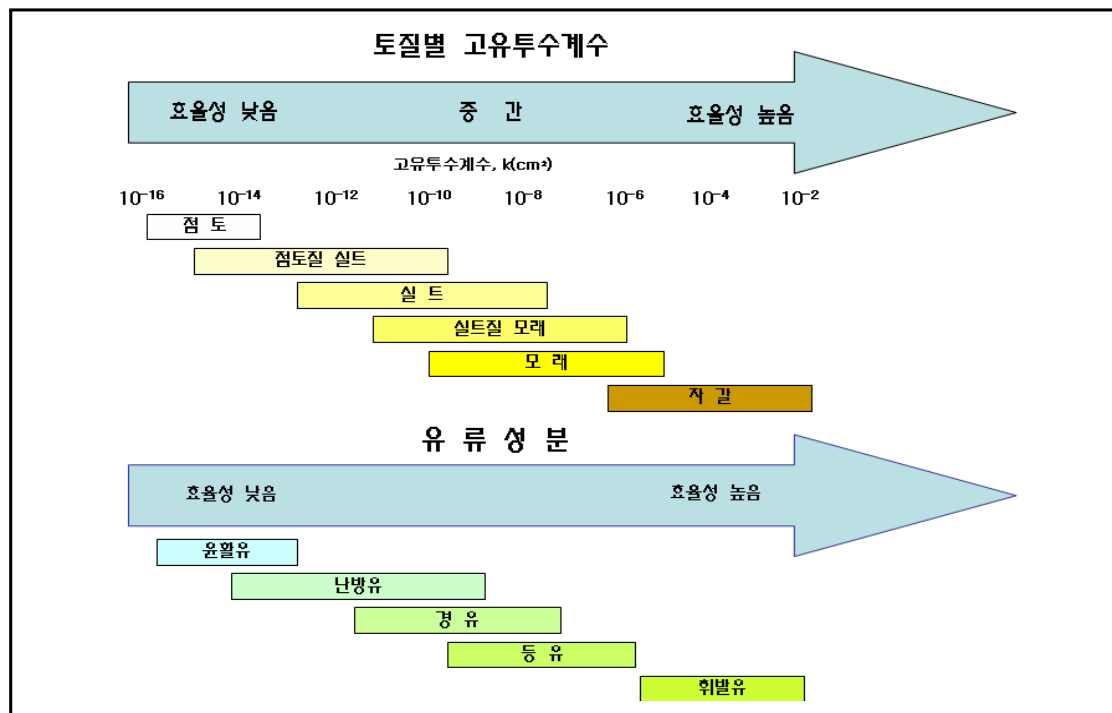 토질별 고유투수계수
효율성 낮음 중 간 효율성 높음
고유투수계수, k(cm²)
10⁻¹⁶ 10⁻¹⁴ 10⁻¹² 10⁻¹⁰ 10⁻⁸ 10⁻⁶ 10⁻⁴ 10⁻²
점 토
점토질 실트
실 트
실트질 모래
모 래
자 갈
유 류 성 분
효율성 낮음 효율성 높음
윤활유
난방유
경 유
등 유
휘발유